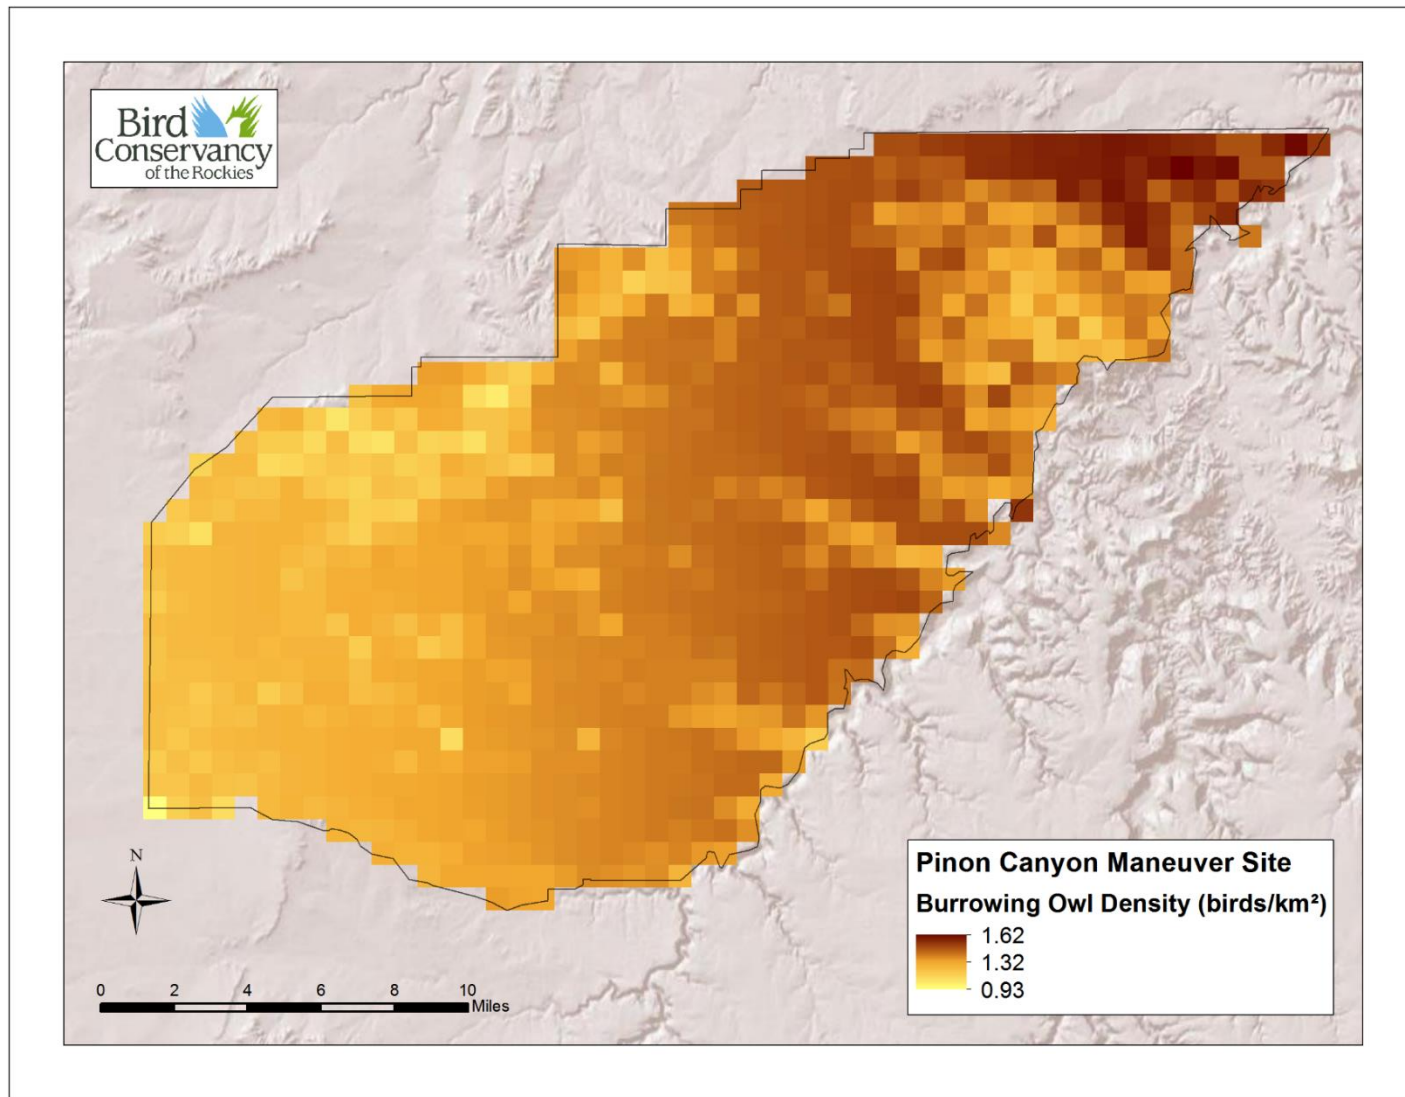 Bird
Conservancy
of the Rockies
N
0 2 4 6 8 10
Miles
Pinon Canyon Maneuver Site
Burrowing Owl Density (birds/km²)
1.62
1.32
0.93